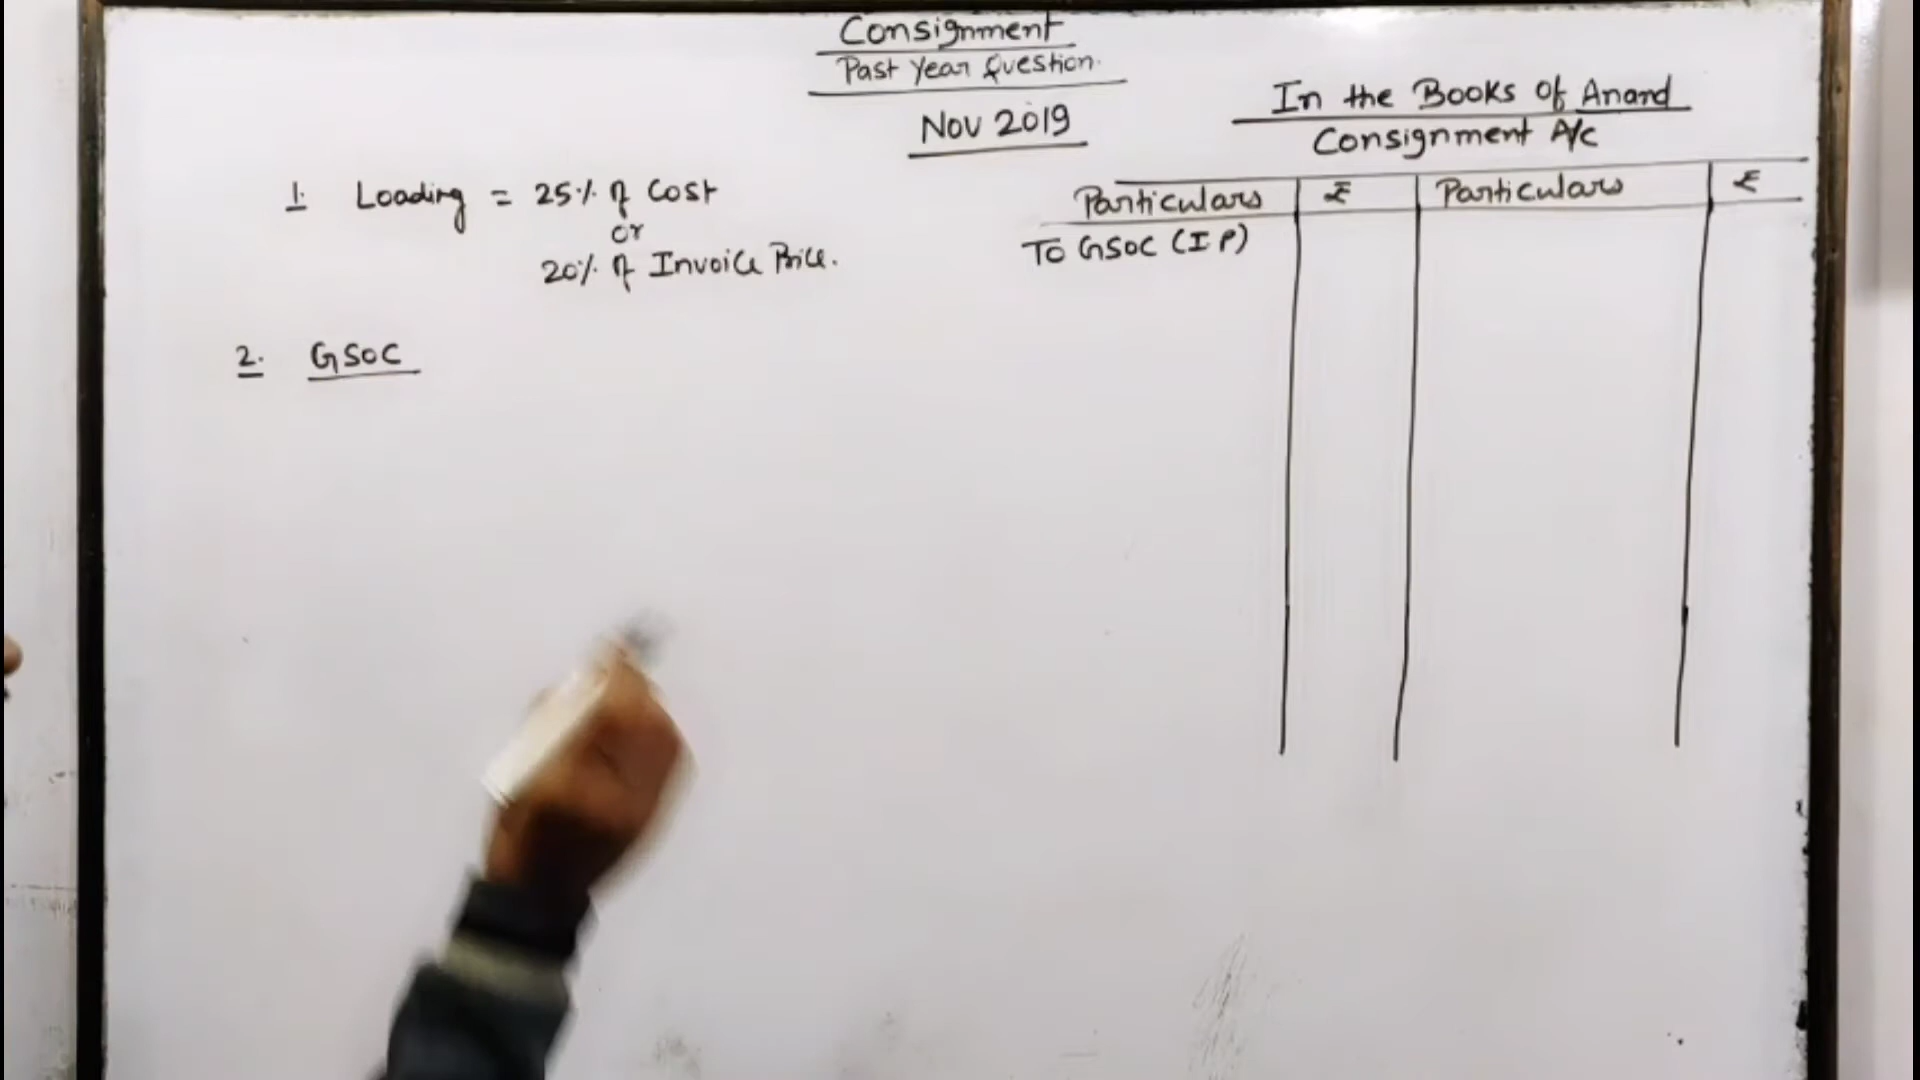 Consignment
Past Year Question.
Nov 2019
1. Loading = 25% of Cost
or
20% of Invoice Price.
2. GSOC
In the Books Of Anand
Consignment A/c
Particulars ₹ Particulars ₹
To GSOC (I P)